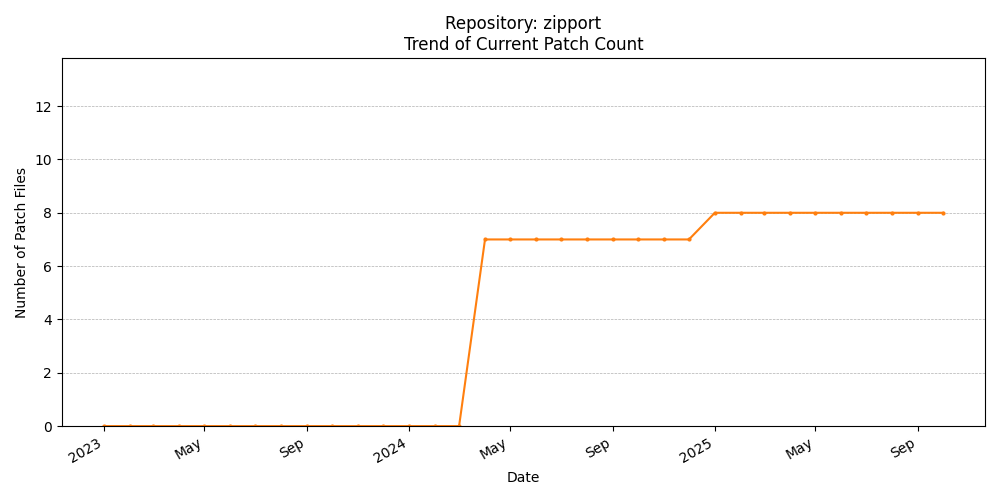 Repository: zipport
Trend of Current Patch Count
Number of Patch Files
12
10
8
6
4
2
0
2023
May
Sep
2024
May
Sep
2025
May
Sep
Date